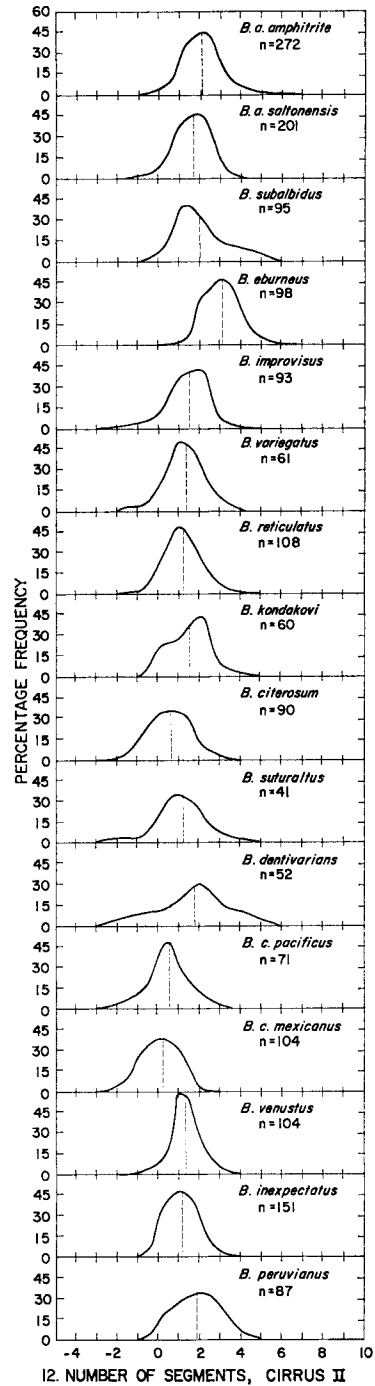 PERCENTAGE FREQUENCY
60
45
30
15
0
B. a. amphitrite
n=272
45
30
15
0
B. a. saltonensis
n=201
45
30
15
0
B. subalbidus
n=95
45
30
15
0
B. eburneus
n=98
45
30
15
0
B. improvisus
n=93
45
30
15
0
B. variegatus
n=61
45
30
15
0
B. reticulatus
n=108
45
30
15
0
B. kondakovi
n=60
45
30
15
0
B. citerosum
n=90
45
30
15
0
B. suturaltus
n=41
45
30
15
0
B. dentivarians
n=52
45
30
15
0
B. c. pacificus
n=71
45
30
15
0
B. c. mexicanus
n=104
45
30
15
0
B. venustus
n=104
45
30
15
0
B. inexpectatus
n=151
45
30
15
0
B. peruvianus
n=87
45
30
15
0
-4 -2 0 2 4 6 8 10
12. NUMBER OF SEGMENTS, CIRRUS II